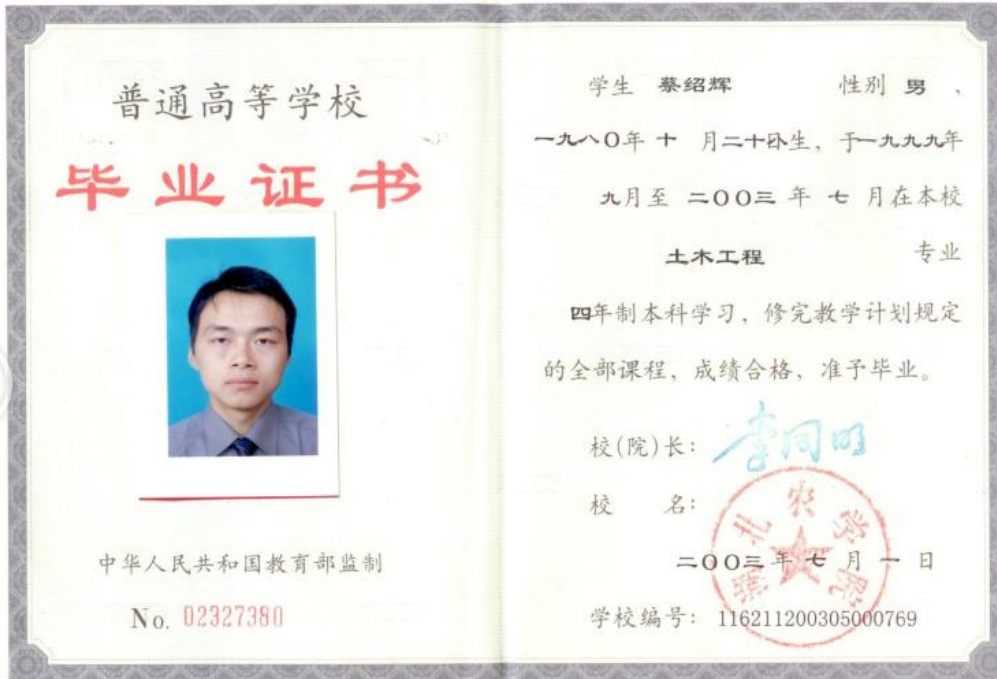 普通高等学校
毕业证书
中华人民共和国教育部监制
No. 02327380
学生 蔡绍辉 性别 男，
一九八〇年 十 月二十 生，于一九九九年
九月至 二〇〇三 年 七 月在本校
土木工程 专业
四年制本科学习，修完教学计划规定
的全部课程，成绩合格，准予毕业。
校(院)长：李同明
校 名：
湖北农学院
二〇〇三年 七 月 一 日
学校编号：116211200305000769